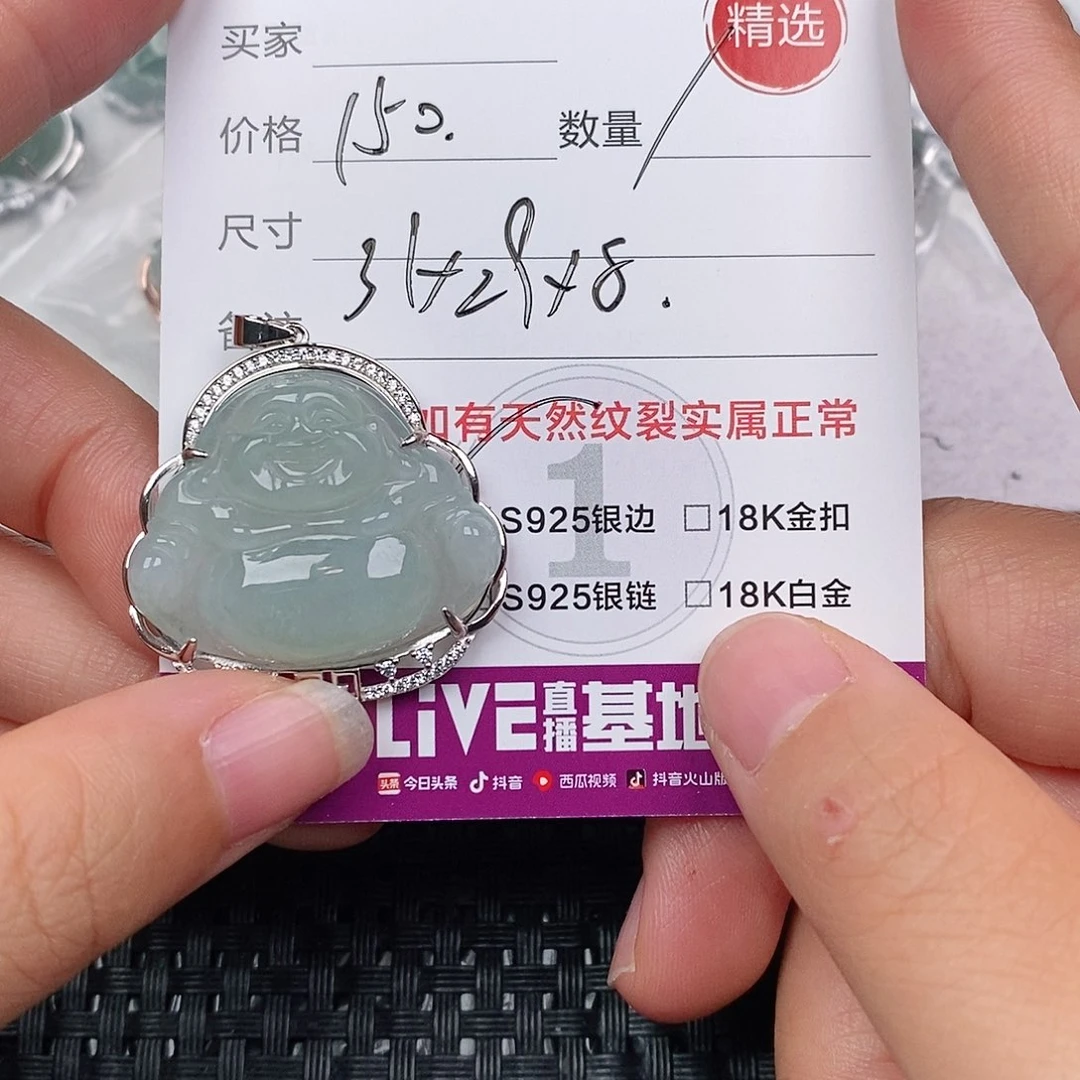 精选
买家
价格 150. 数量
尺寸 31x29x8.
备注
如有天然纹裂实属正常
S925银边 18K金扣
S925银链 18K白金
1
LiVE直播基地
头条 今日头条 抖音 西瓜视频 抖音火山版